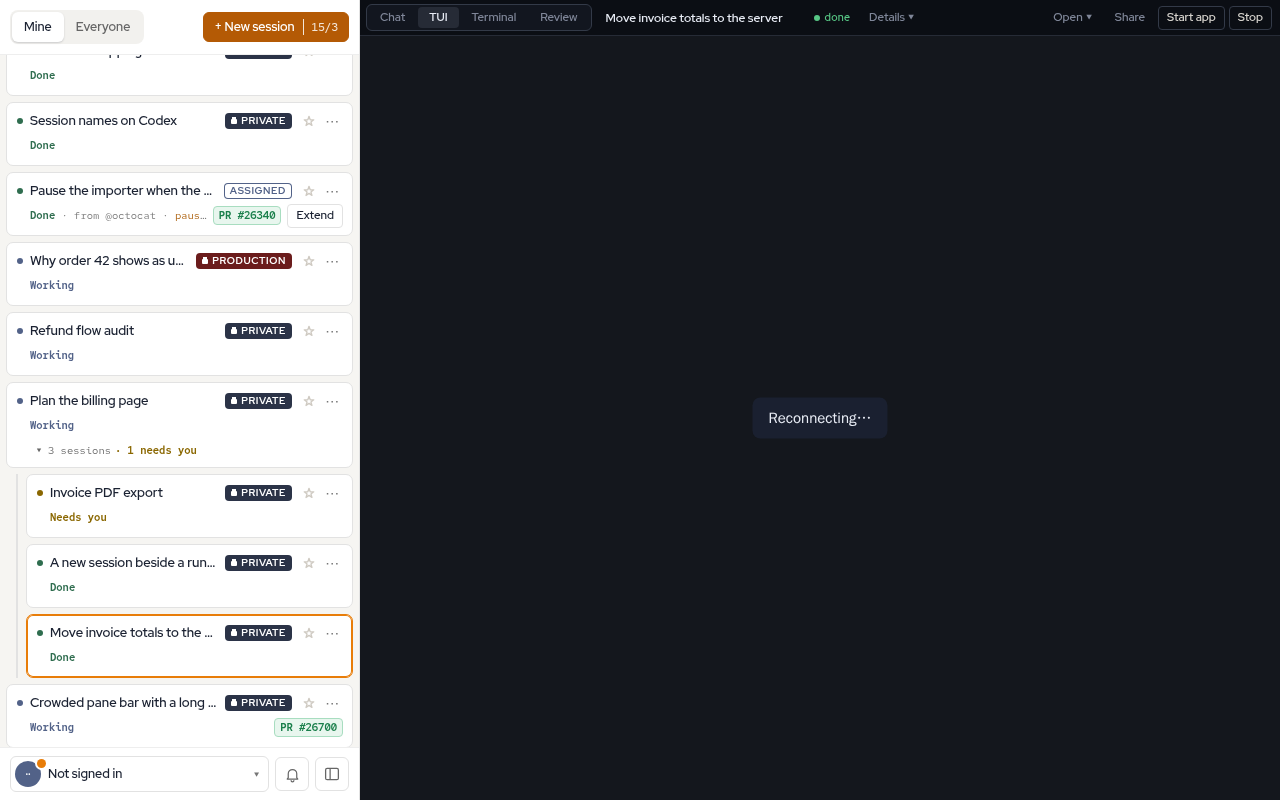 Mine
Everyone
+ New session 15/3
Done
Session names on Codex
PRIVATE
Done
Pause the importer when the ...
ASSIGNED
Done · from @octocat · paus…
PR #26340
Extend
Why order 42 shows as u...
PRODUCTION
Working
Refund flow audit
PRIVATE
Working
Plan the billing page
PRIVATE
Working
3 sessions · 1 needs you
Invoice PDF export
PRIVATE
Needs you
A new session beside a run...
PRIVATE
Done
Move invoice totals to the ...
PRIVATE
Done
Crowded pane bar with a long ...
PRIVATE
Working
PR #26700
Not signed in
Chat
TUI
Terminal
Review
Move invoice totals to the server
done
Details
Open
Share
Start app
Stop
Reconnecting···